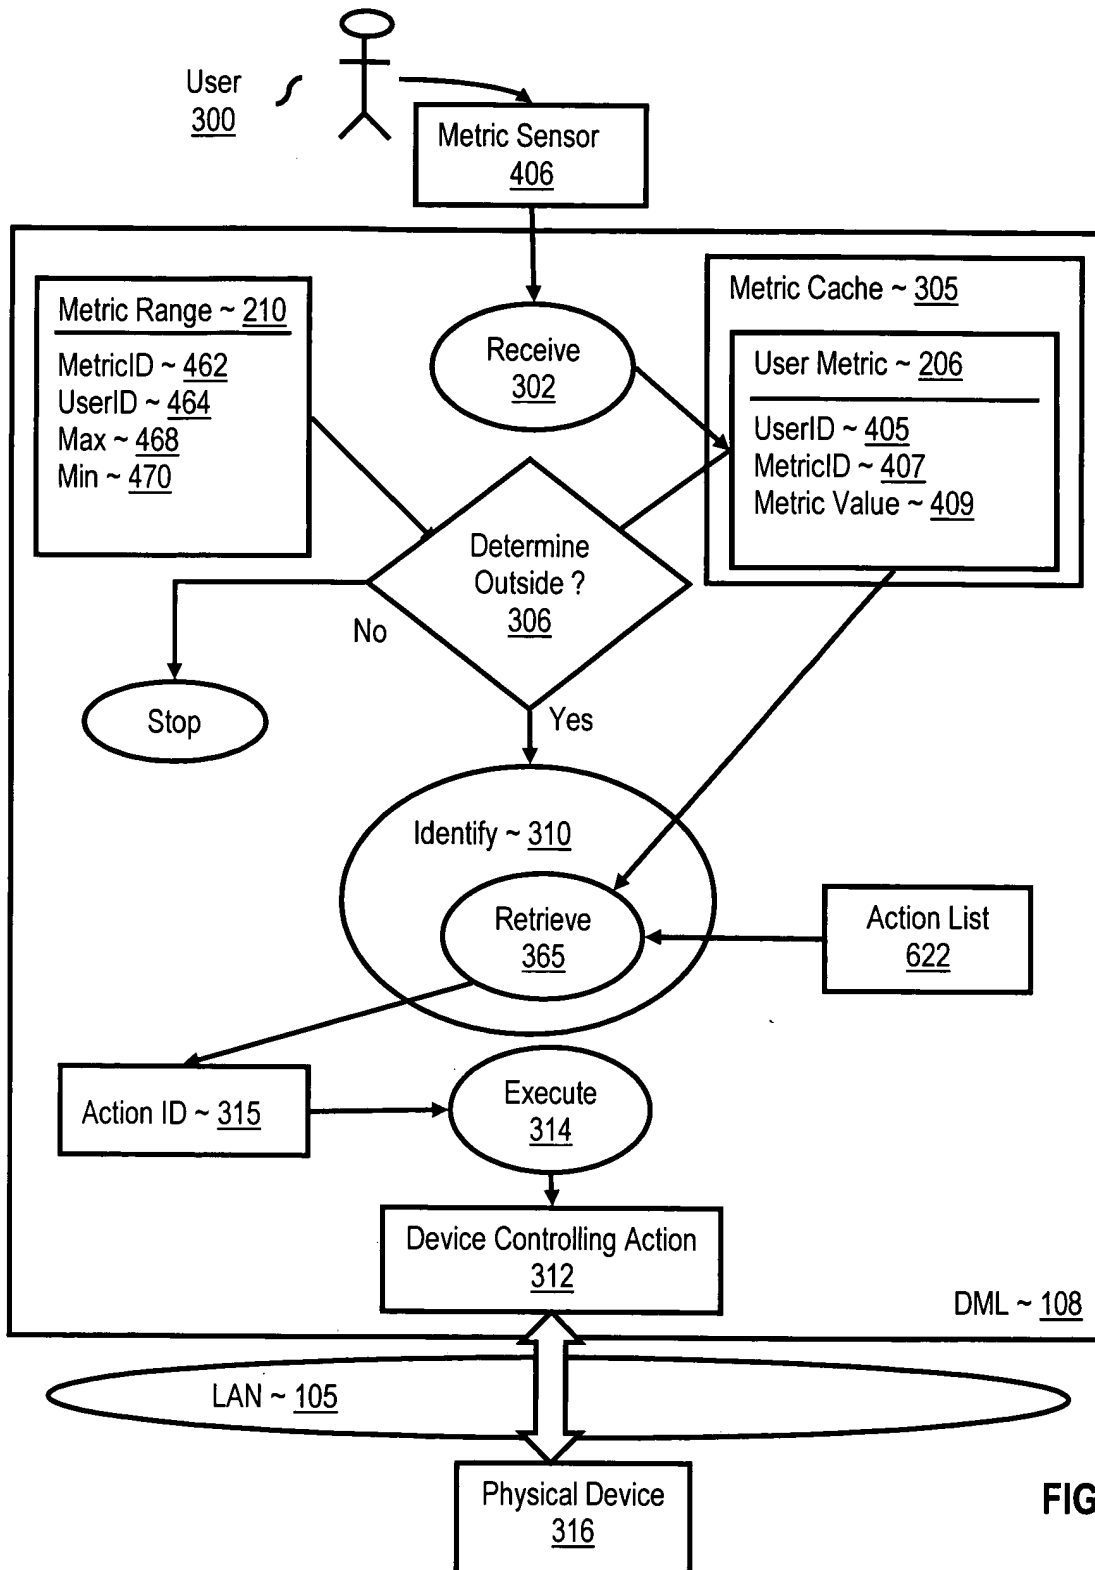 User
300
Metric Sensor
406
Metric Range ~ 210
MetricID ~ 462
UserID ~ 464
Max ~ 468
Min ~ 470
Receive
302
Metric Cache ~ 305
User Metric ~ 206
UserID ~ 405
MetricID ~ 407
Metric Value ~ 409
Determine
Outside ?
306
No
Stop
Yes
Identify ~ 310
Retrieve
365
Action List
622
Action ID ~ 315
Execute
314
Device Controlling Action
312
DML ~ 108
LAN ~ 105
Physical Device
316
FIG